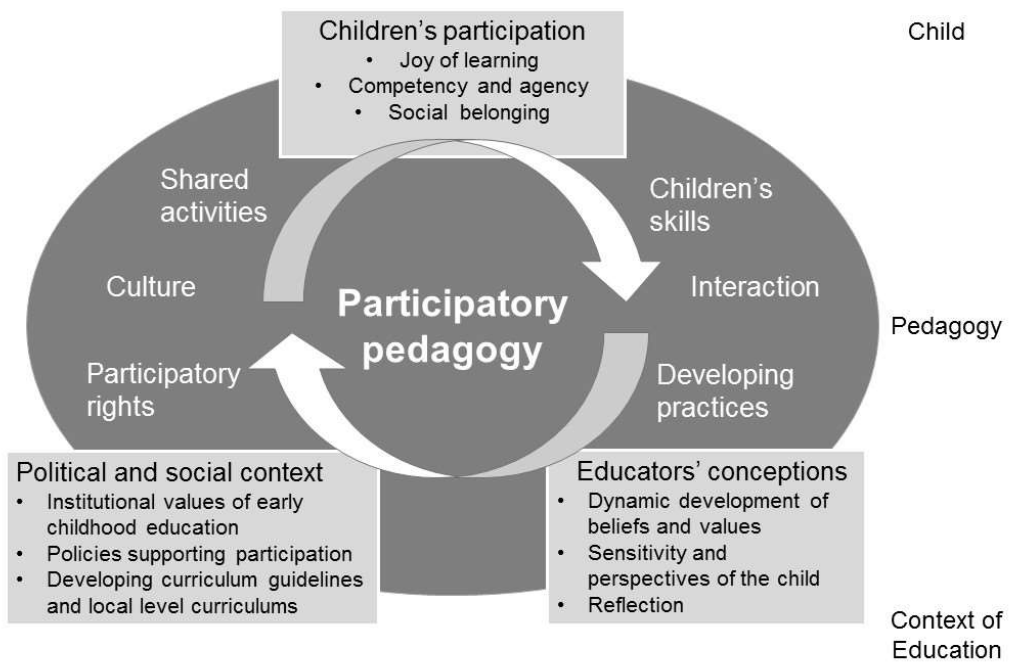 Children's participation
• Joy of learning
• Competency and agency
• Social belonging
Child
Shared
activities
Children's
skills
Culture
Interaction
Participatory
pedagogy
Pedagogy
Participatory
rights
Developing
practices
Political and social context
• Institutional values of early
childhood education
• Policies supporting participation
• Developing curriculum guidelines
and local level curriculums
Educators' conceptions
• Dynamic development of
beliefs and values
• Sensitivity and
perspectives of the child
• Reflection
Context of
Education